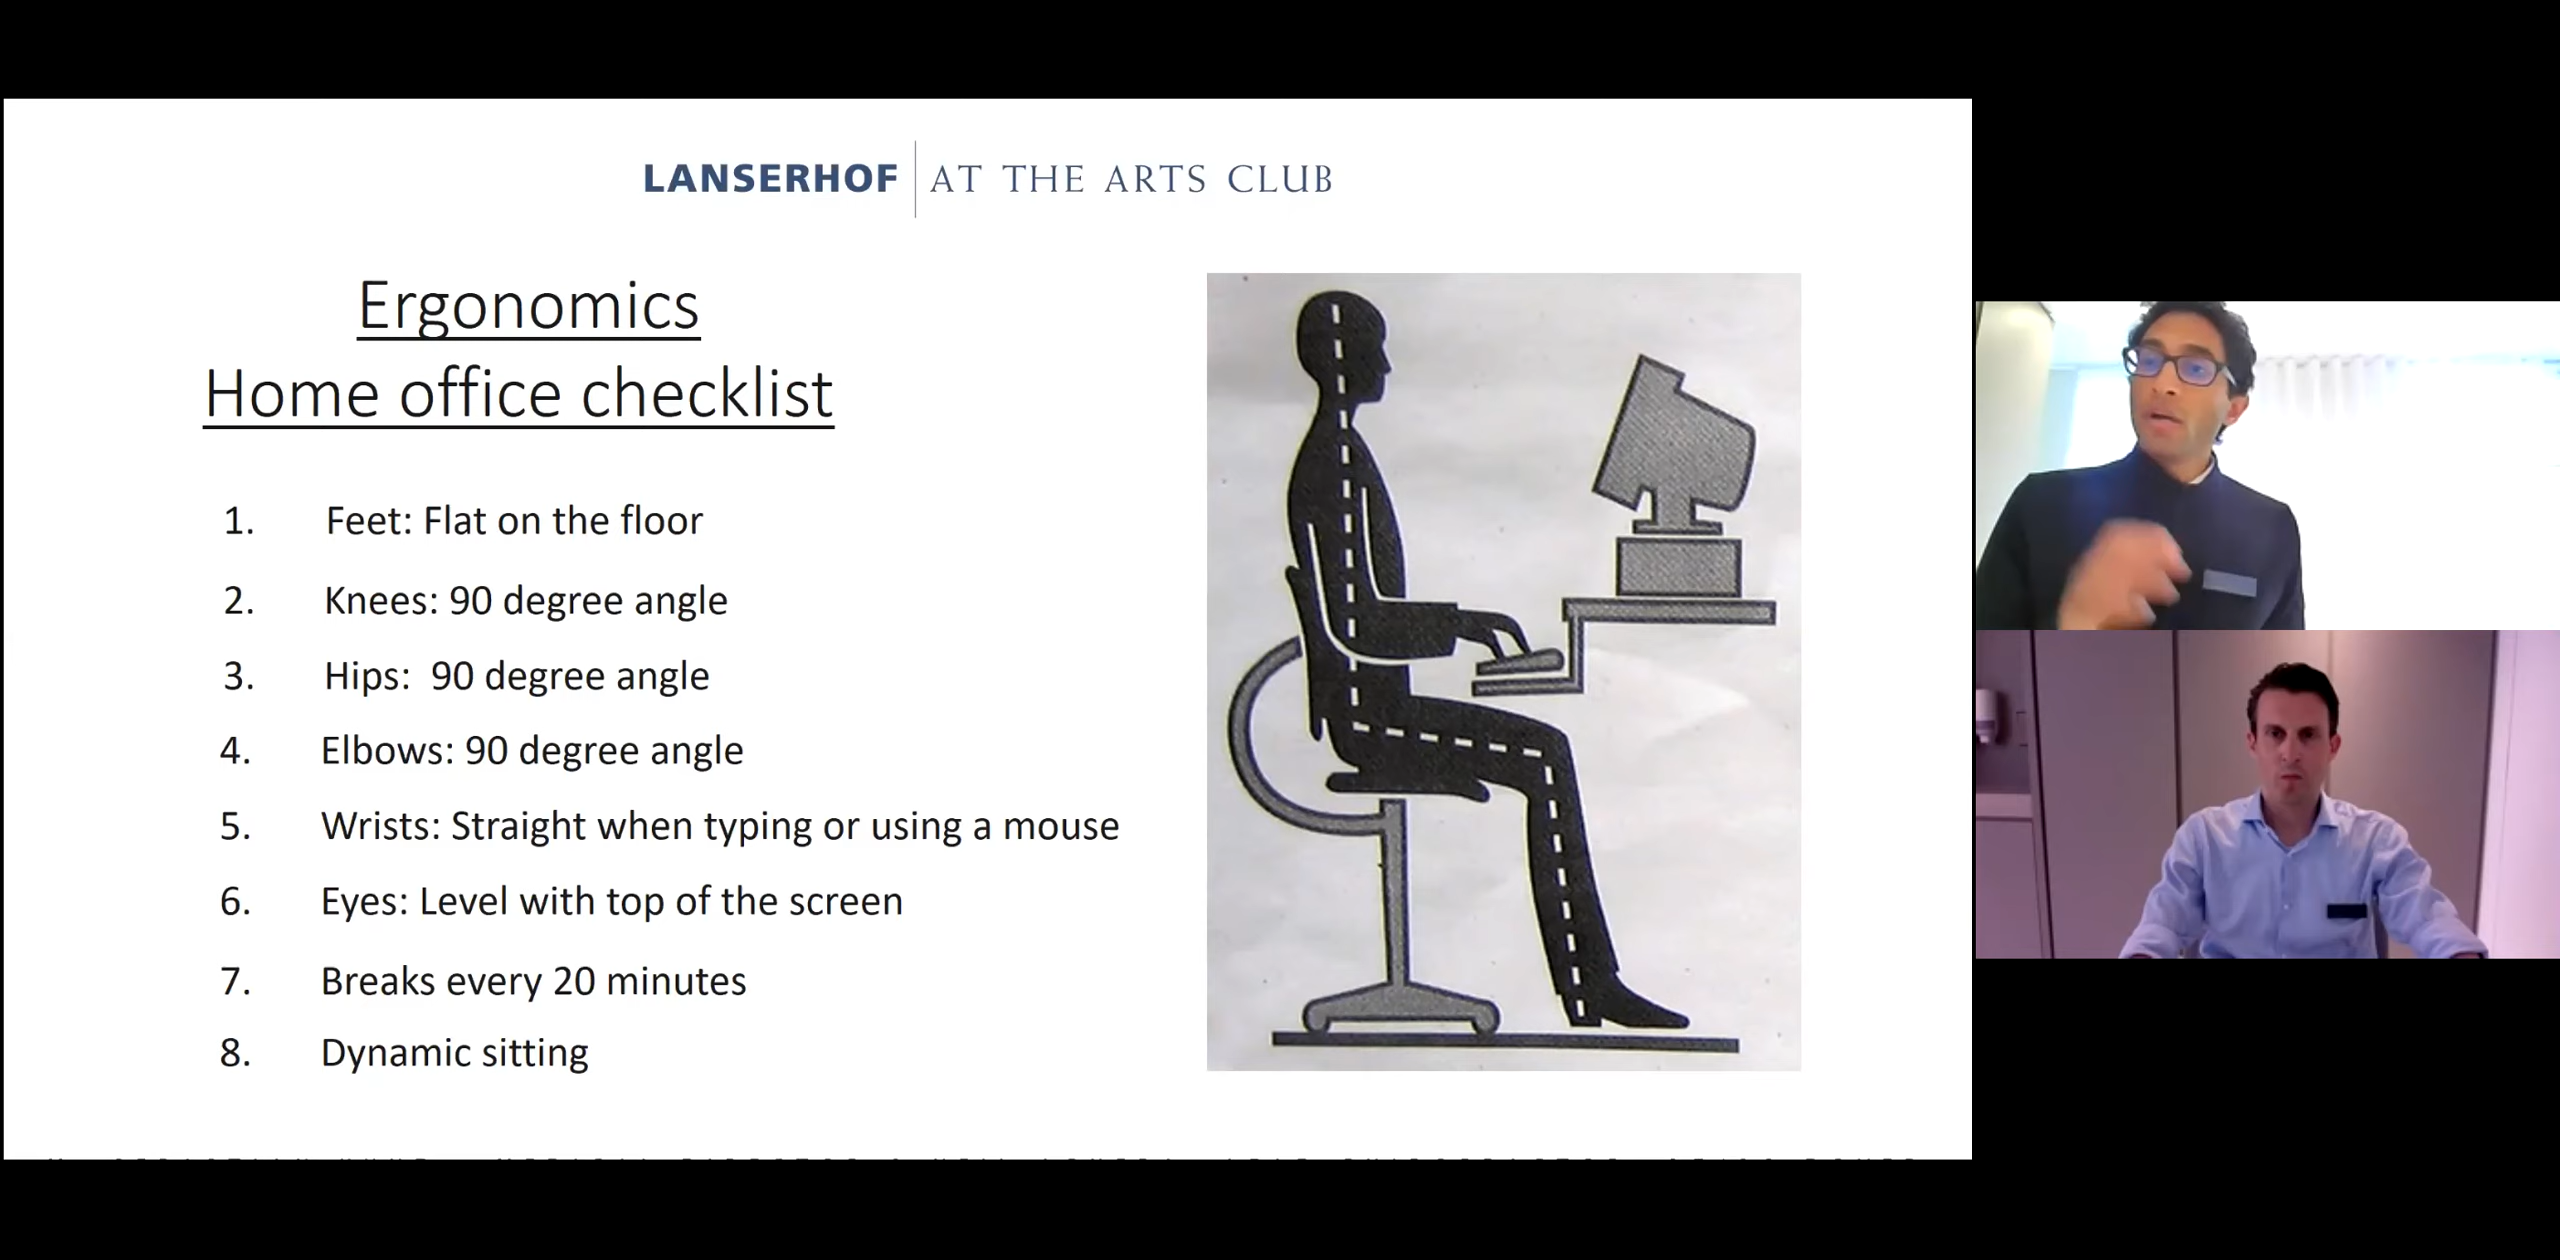 LANSERHOF AT THE ARTS CLUB
Ergonomics
Home office checklist
1. Feet: Flat on the floor
2. Knees: 90 degree angle
3. Hips:  90 degree angle
4. Elbows: 90 degree angle
5. Wrists: Straight when typing or using a mouse
6. Eyes: Level with top of the screen
7. Breaks every 20 minutes
8. Dynamic sitting